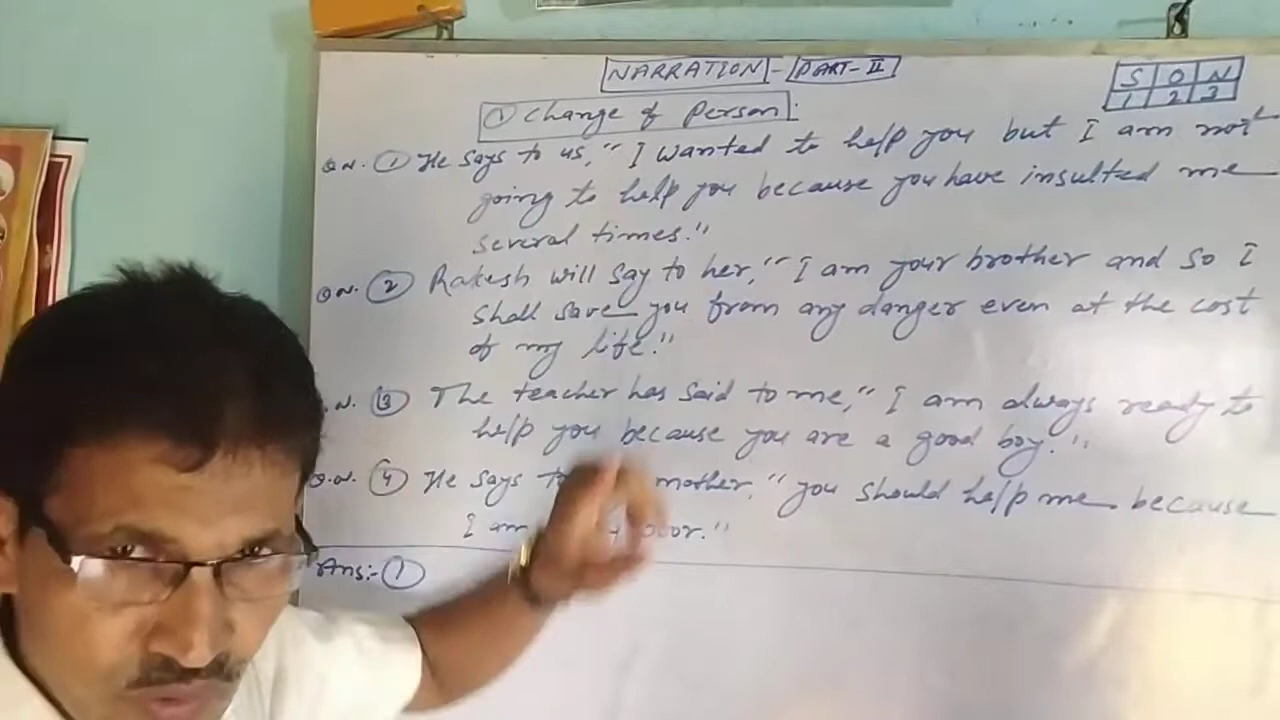 NARRATION - PART-II
S O N
1 2 3
① Change of Person:
QN. ① He says to us, "I wanted to help you but I am not
going to help you because you have insulted me
several times."
QN. ② Rakesh will say to her, "I am your brother and so I
shall save you from any danger even at the cost
of my life."
.N. ③ The teacher has said to me, "I am always ready to
help you because you are a good boy."
Q.N. ④ He says to mother, "you should help me because
I am poor."
Ans:- ①